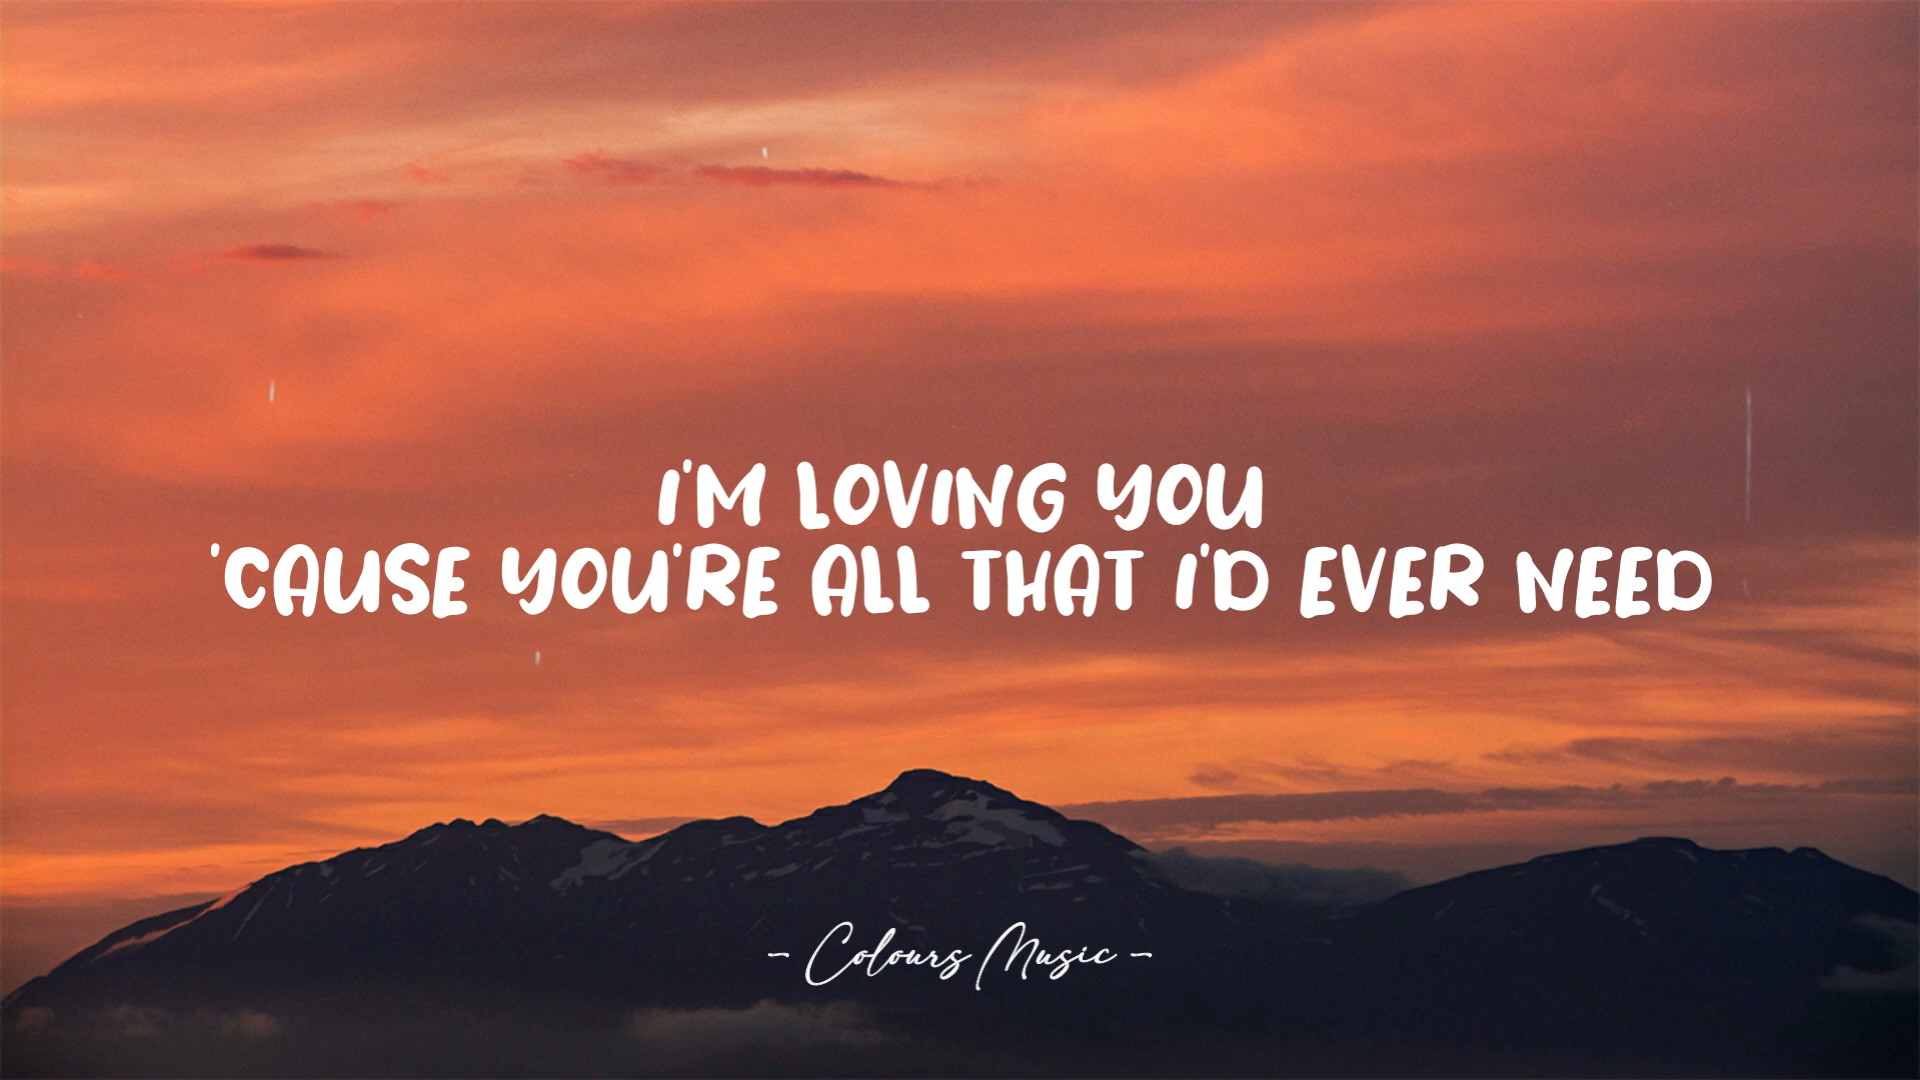 I'M LOVING YOU
'CAUSE YOU'RE ALL THAT I'D EVER NEED
- Colours Music -